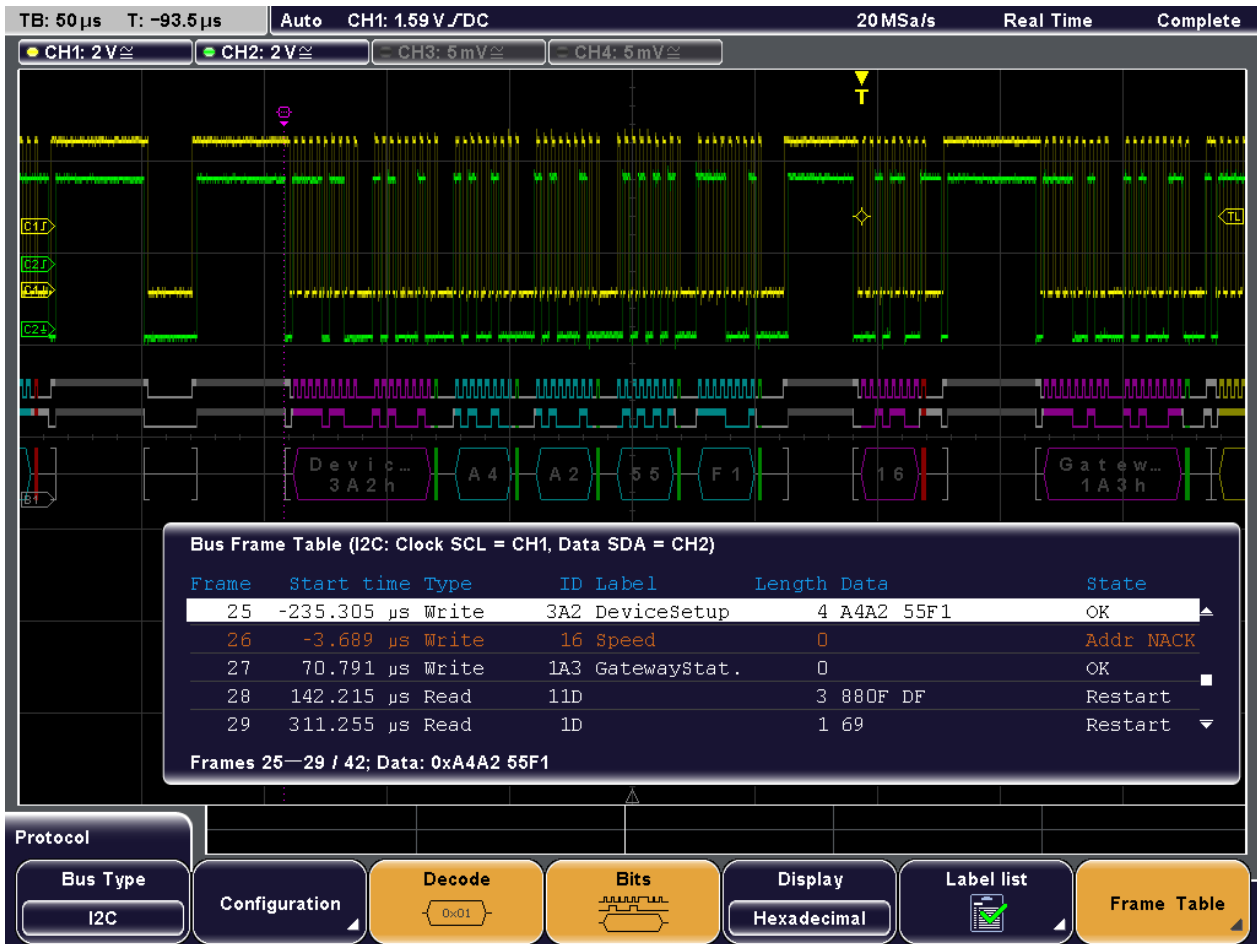 TB: 50 µs T: −93.5 µs Auto CH1: 1.59 V DC 20 MSa/s Real Time Complete
CH1: 2 V≅ CH2: 2 V≅ CH3: 5 mV≅ CH4: 5 mV≅
T
C1
TL
C2
C1
C2
Devic… 3A2h A4 A2 55 F1 16 Gatew… 1A3h
B1
Bus Frame Table (I2C: Clock SCL = CH1, Data SDA = CH2)
Frame Start time Type ID Label Length Data State
25 -235.305 µs Write 3A2 DeviceSetup 4 A4A2 55F1 OK
26 -3.689 µs Write 16 Speed 0 Addr NACK
27 70.791 µs Write 1A3 GatewayStat. 0 OK
28 142.215 µs Read 11D 3 880F DF Restart
29 311.255 µs Read 1D 1 69 Restart
Frames 25—29 / 42; Data: 0xA4A2 55F1
Protocol
Bus Type Configuration Decode Bits Display Label list Frame Table
I2C 0x01 Hexadecimal